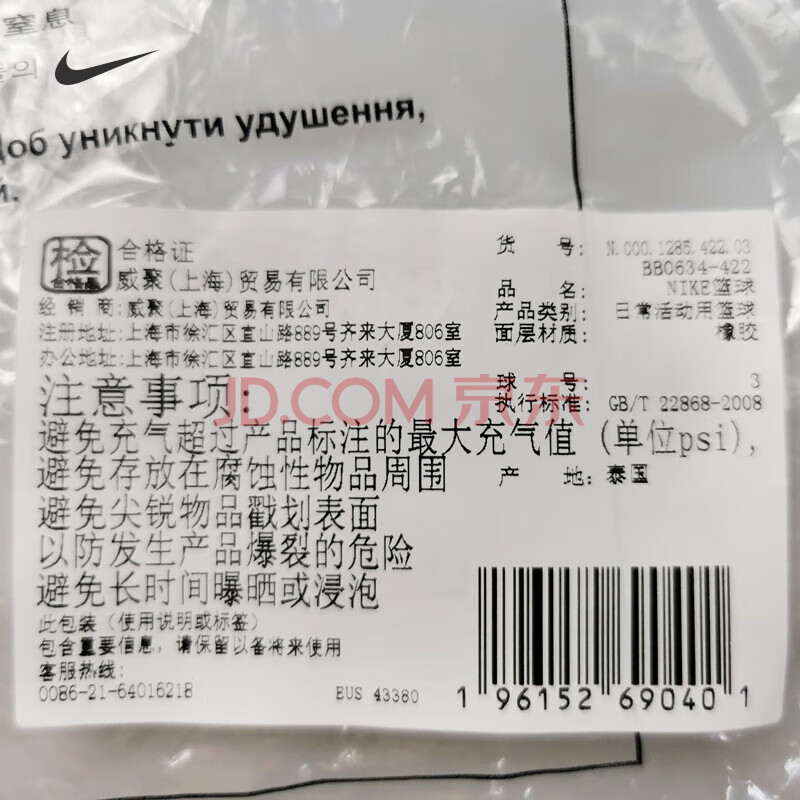 窒息
的
Щоб уникнути удушення,
й.
检
合格品
合格证
威聚(上海)贸易有限公司
经 销 商:威聚(上海)贸易有限公司
注册地址:上海市徐汇区宜山路889号齐来大厦806室
办公地址:上海市徐汇区宜山路889号齐来大厦806室
货 号: N.000.1285.422.03
BB0634-422
品 名: NIKE篮球
产品类别: 日常活动用篮球
面层材质: 橡胶
球 号: 3
执行标准: GB/T 22868-2008
产 地: 泰国
JD.COM 京东
注意事项:
避免充气超过产品标注的最大充气值 (单位psi),
避免存放在腐蚀性物品周围
避免尖锐物品戳划表面
以防发生产品爆裂的危险
避免长时间曝晒或浸泡
此包装(使用说明或标签)
包含重要信息, 请保留以备将来使用
客服热线:
0086-21-64016218
EUS 43380
1 96152 69040 1